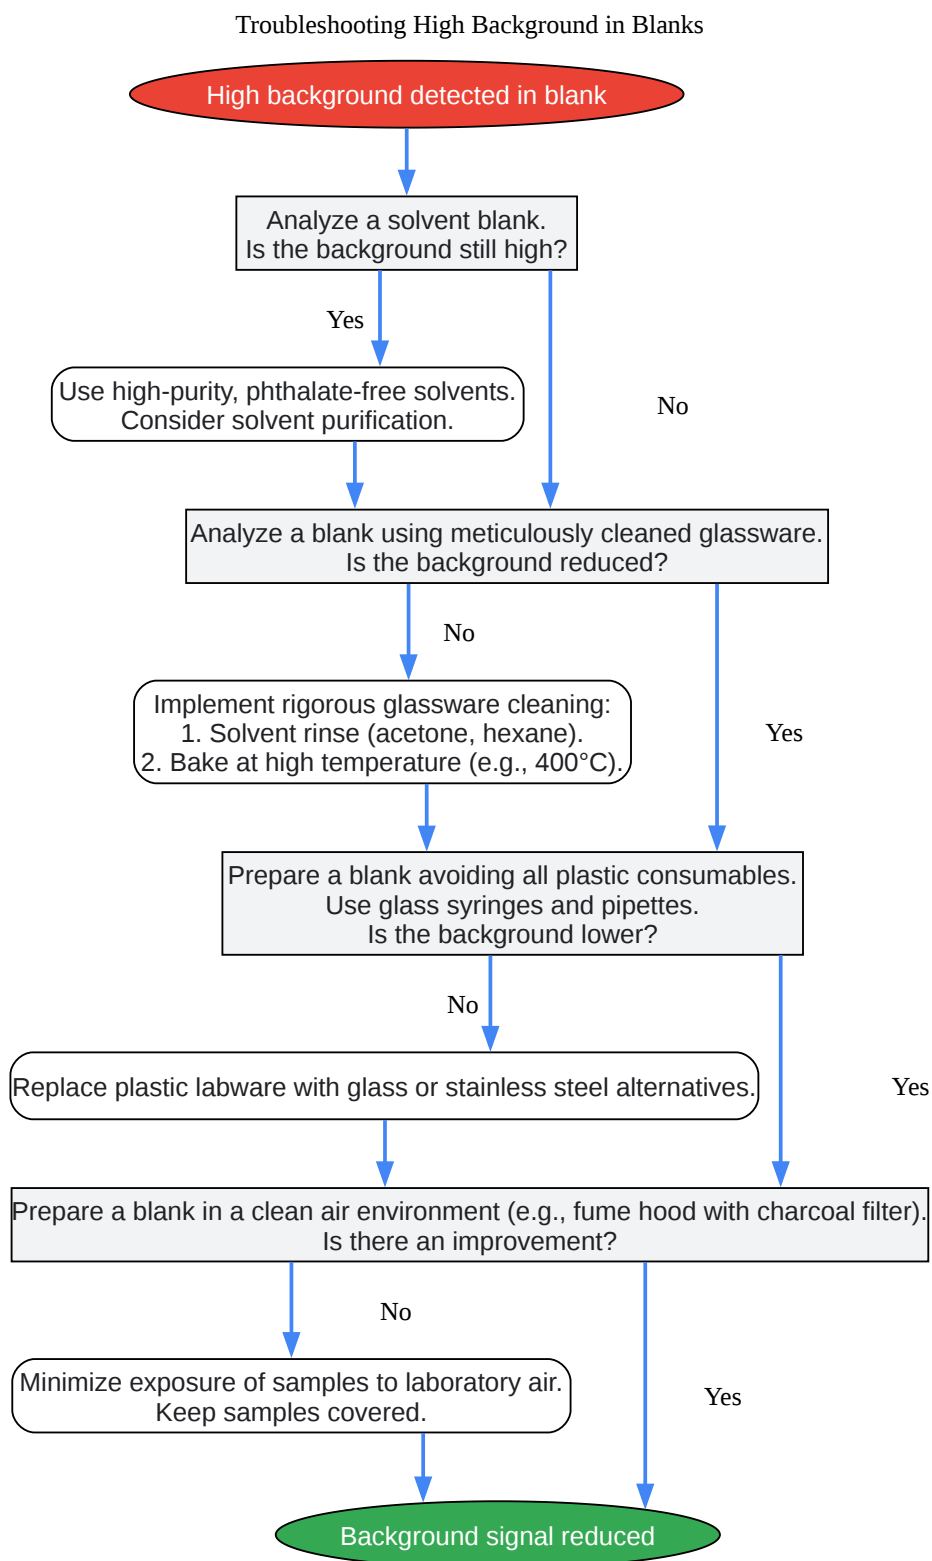 Troubleshooting High Background in Blanks
High background detected in blank
Analyze a solvent blank.
Is the background still high?
Yes
Use high-purity, phthalate-free solvents.
Consider solvent purification.
No
Analyze a blank using meticulously cleaned glassware.
Is the background reduced?
No
Implement rigorous glassware cleaning:
1. Solvent rinse (acetone, hexane).
2. Bake at high temperature (e.g., 400°C).
Yes
Prepare a blank avoiding all plastic consumables.
Use glass syringes and pipettes.
Is the background lower?
No
Replace plastic labware with glass or stainless steel alternatives.
Yes
Prepare a blank in a clean air environment (e.g., fume hood with charcoal filter).
Is there an improvement?
No
Minimize exposure of samples to laboratory air.
Keep samples covered.
Yes
Background signal reduced